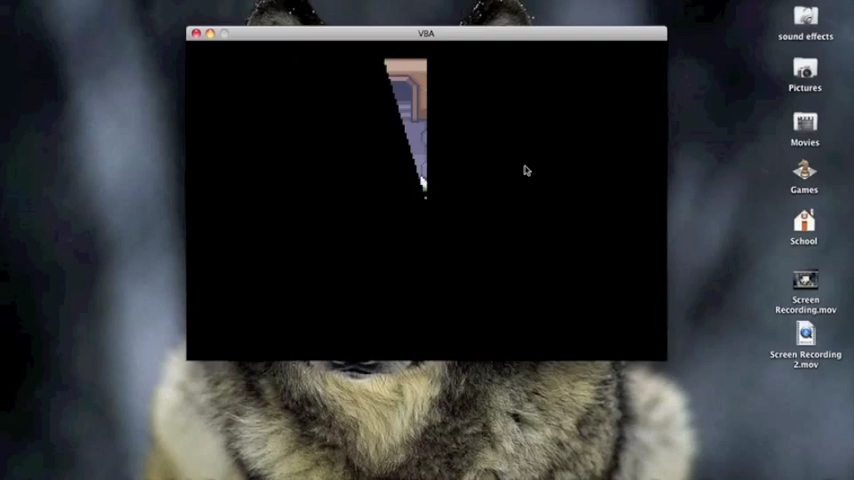 VBA
sound effects
Pictures
Movies
Games
School
Screen
Recording.mov
Screen Recording
2.mov